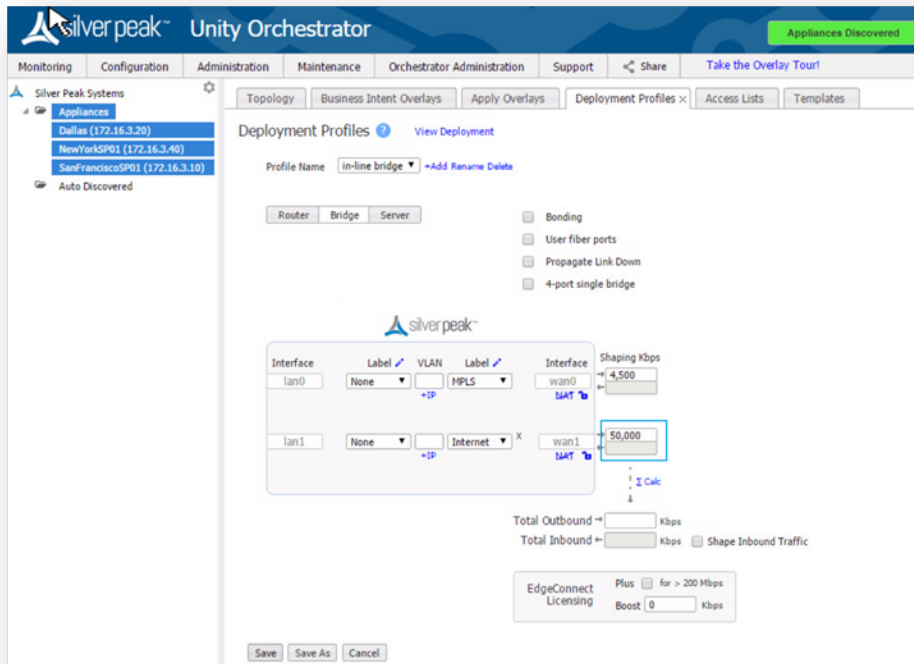 silver peak™ Unity Orchestrator Appliances Discovered
Monitoring Configuration Administration Maintenance Orchestrator Administration Support Share Take the Overlay Tour!
Silver Peak Systems
Appliances
Dallas (172.16.3.20)
NewYorkSP01 (172.16.3.40)
SanFranciscoSP01 (172.16.3.10)
Auto Discovered
Topology Business Intent Overlays Apply Overlays Deployment Profiles × Access Lists Templates
Deployment Profiles ? View Deployment
Profile Name in-line bridge +Add Rename Delete
Router Bridge Server
Bonding
User fiber ports
Propagate Link Down
4-port single bridge
silver peak™
Interface Label VLAN Label Interface Shaping Kbps
lan0 None MPLS wan0 4,500
+IP NAT
lan1 None Internet x wan1 50,000
+IP NAT
Σ Calc
Total Outbound → Kbps
Total Inbound ← Kbps Shape Inbound Traffic
EdgeConnect Licensing
Plus for > 200 Mbps
Boost 0 Kbps
Save Save As Cancel